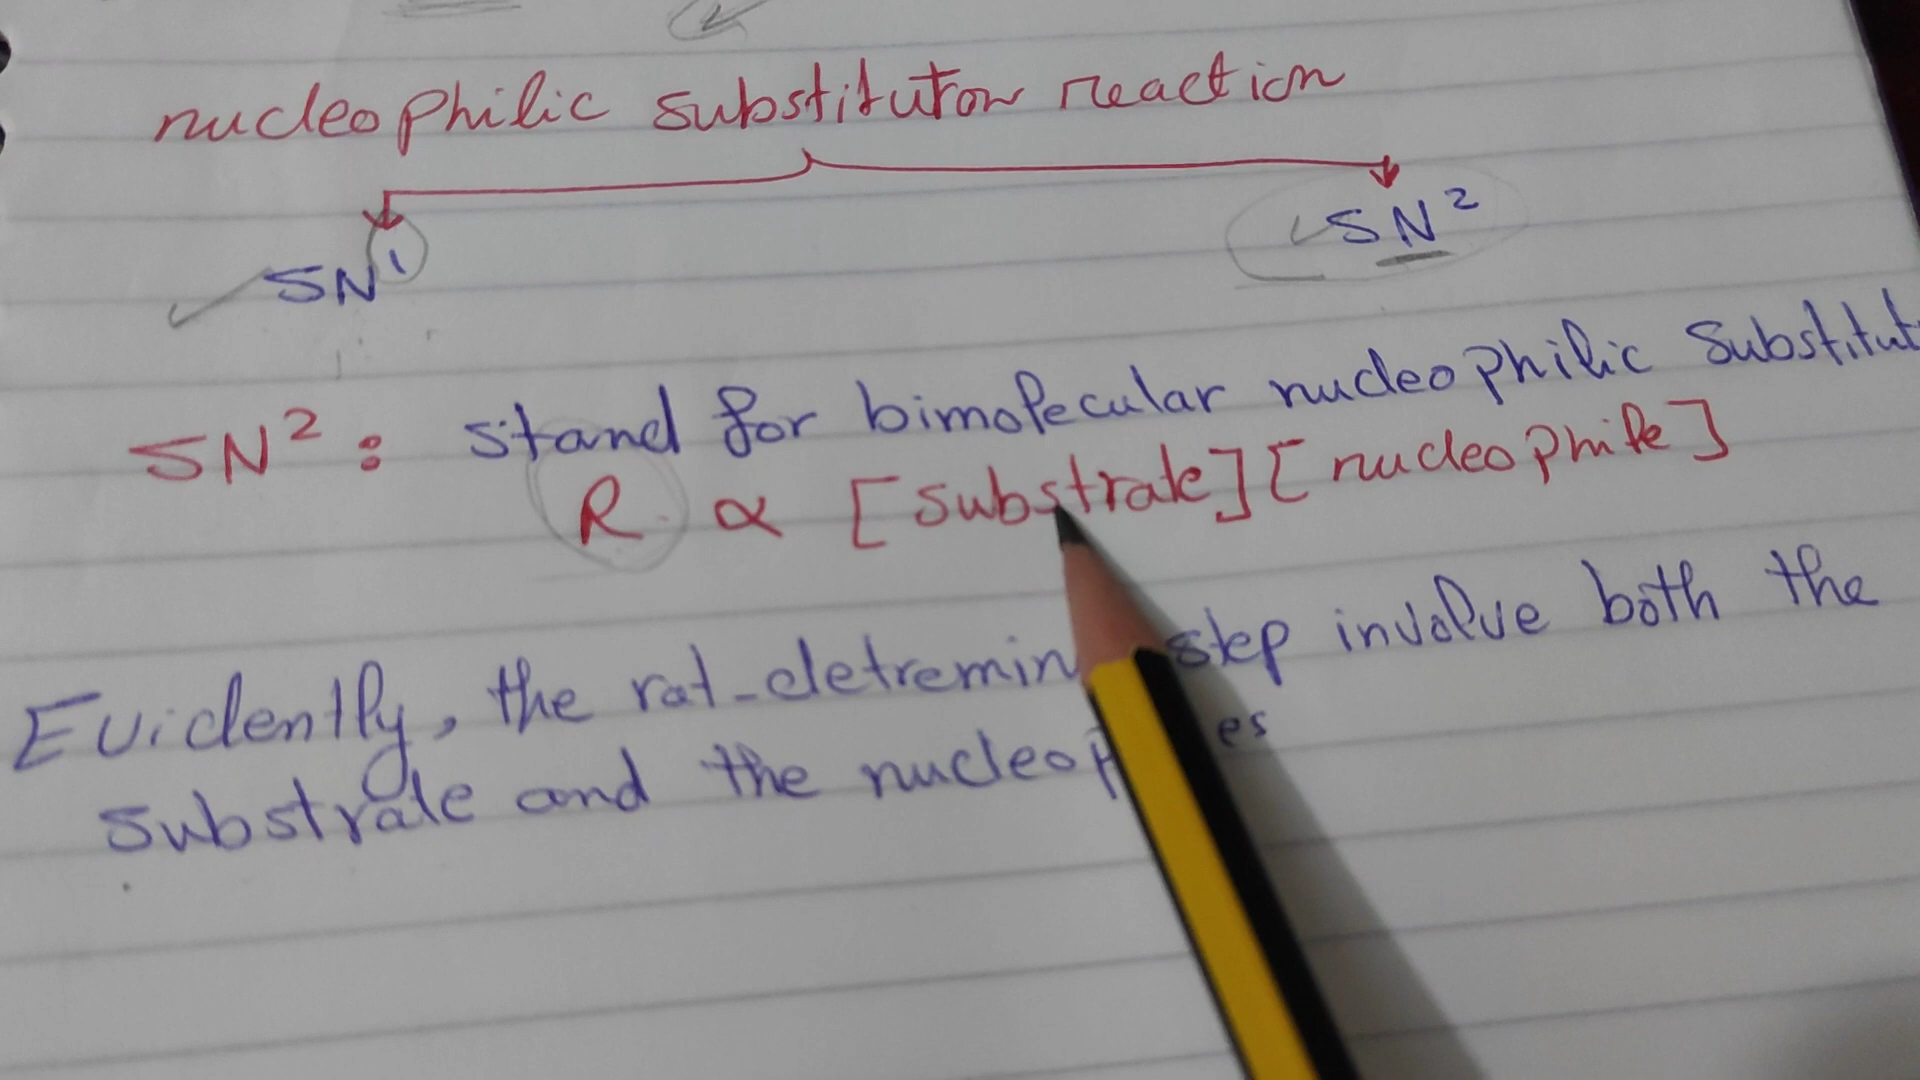 nucleophilic substitution reaction
SN¹ SN²
SN²: stand for bimolecular nucleophilic substitut
R ∝ [substrate][nucleophile]
Evidently, the rat-detremin step involve both the
substrate and the nucleop es